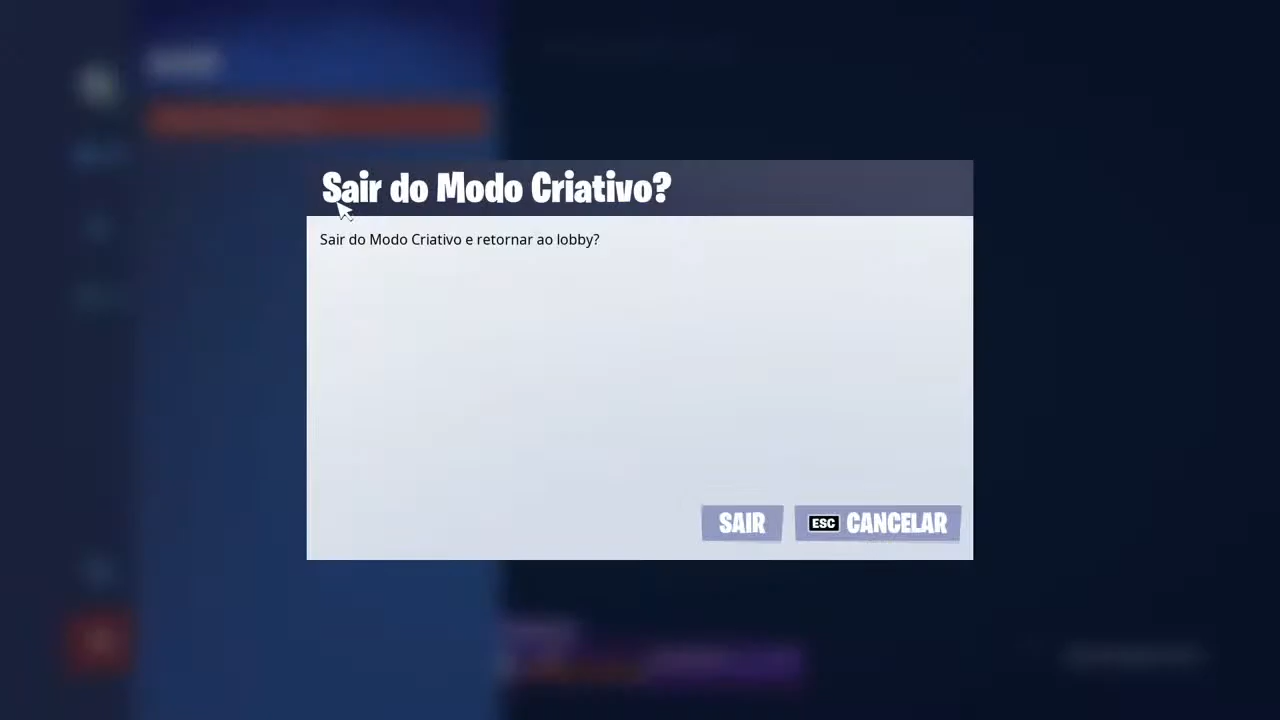 Sair do Modo Criativo?
Sair do Modo Criativo e retornar ao lobby?
SAIR
ESC CANCELAR